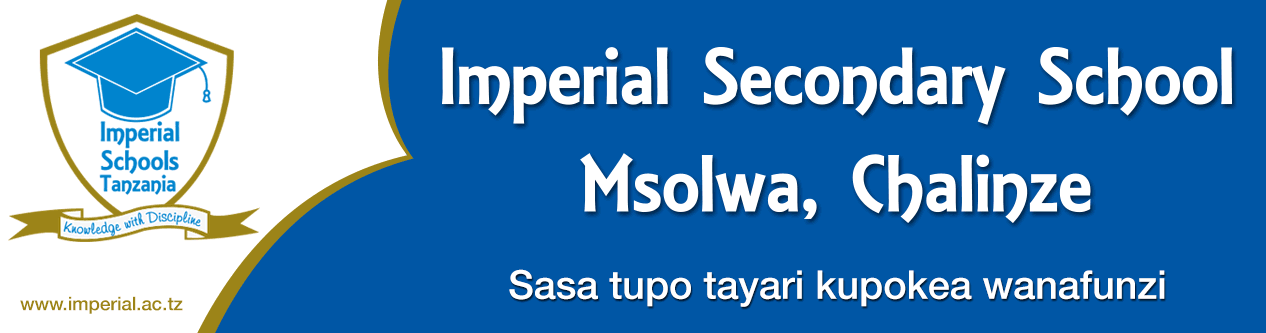 Imperial
Schools
Tanzania
Knowledge with Discipline
www.imperial.ac.tz
Imperial Secondary School
Msolwa, Chalinze
Sasa tupo tayari kupokea wanafunzi